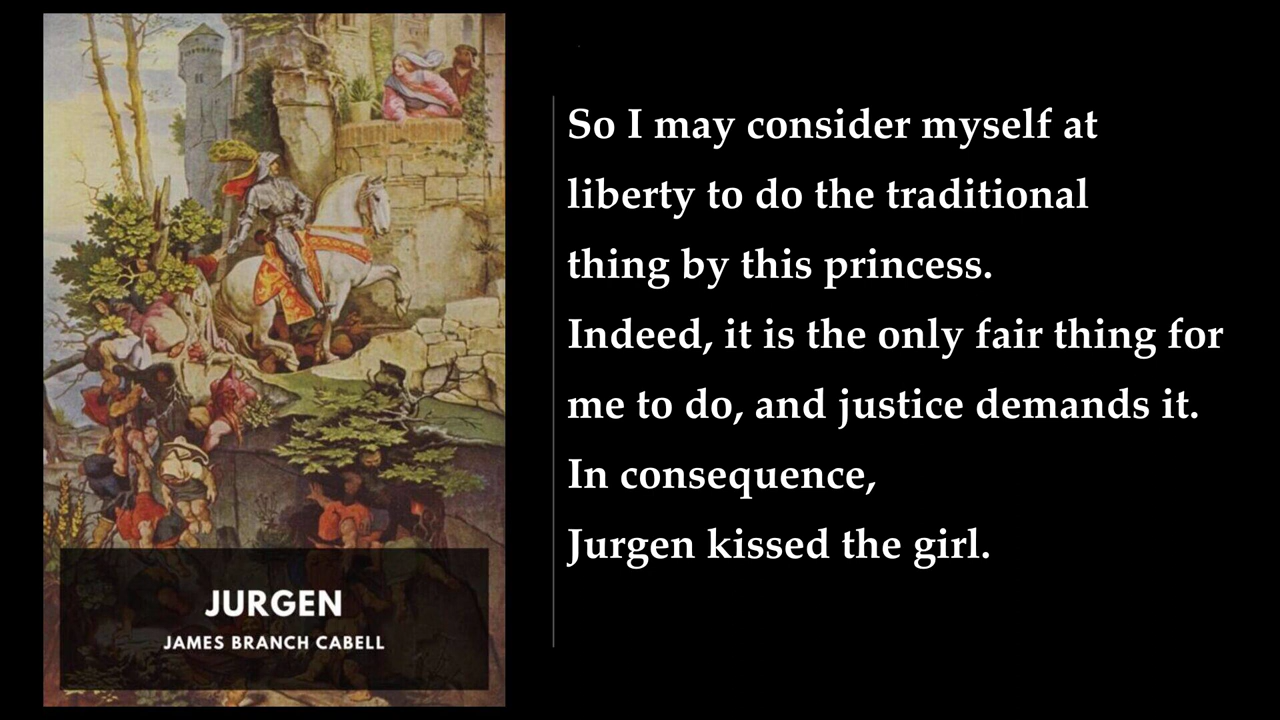 So I may consider myself at
liberty to do the traditional
thing by this princess.
Indeed, it is the only fair thing for
me to do, and justice demands it.
In consequence,
Jurgen kissed the girl.
JURGEN
JAMES BRANCH CABELL